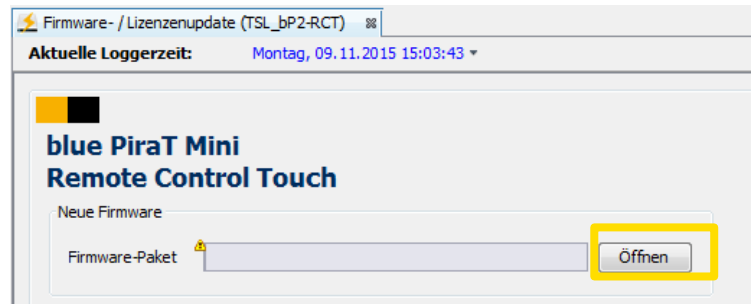 Firmware- / Lizenzenupdate (TSL_bP2-RCT)
Aktuelle Loggerzeit: Montag, 09.11.2015 15:03:43
blue PiraT Mini
Remote Control Touch
Neue Firmware
Firmware-Paket Öffnen